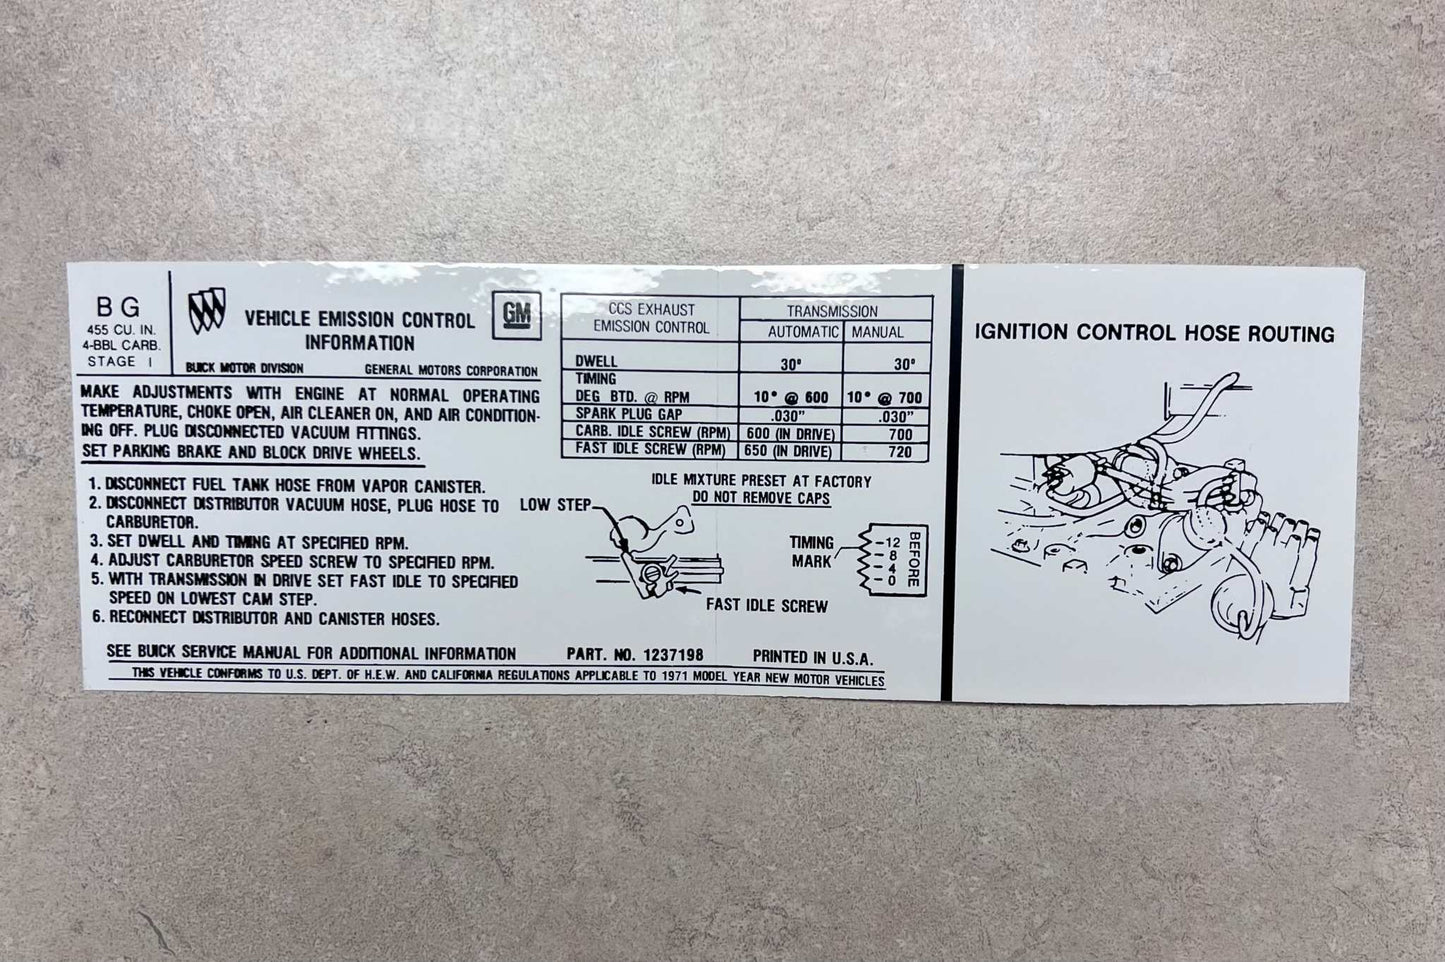 BG
455 CU. IN.
4-BBL CARB.
STAGE I
VEHICLE EMISSION CONTROL
INFORMATION
GM
BUICK MOTOR DIVISION
GENERAL MOTORS CORPORATION
MAKE ADJUSTMENTS WITH ENGINE AT NORMAL OPERATING
TEMPERATURE, CHOKE OPEN, AIR CLEANER ON, AND AIR CONDITION-
ING OFF. PLUG DISCONNECTED VACUUM FITTINGS.
SET PARKING BRAKE AND BLOCK DRIVE WHEELS.
1. DISCONNECT FUEL TANK HOSE FROM VAPOR CANISTER.
2. DISCONNECT DISTRIBUTOR VACUUM HOSE, PLUG HOSE TO
CARBURETOR.
3. SET DWELL AND TIMING AT SPECIFIED RPM.
4. ADJUST CARBURETOR SPEED SCREW TO SPECIFIED RPM.
5. WITH TRANSMISSION IN DRIVE SET FAST IDLE TO SPECIFIED
SPEED ON LOWEST CAM STEP.
6. RECONNECT DISTRIBUTOR AND CANISTER HOSES.
CCS EXHAUST
EMISSION CONTROL
TRANSMISSION
AUTOMATIC MANUAL
DWELL 30° 30°
TIMING
DEG BTD. @ RPM 10° @ 600 10° @ 700
SPARK PLUG GAP .030" .030"
CARB. IDLE SCREW (RPM) 600 (IN DRIVE) 700
FAST IDLE SCREW (RPM) 650 (IN DRIVE) 720
IDLE MIXTURE PRESET AT FACTORY
DO NOT REMOVE CAPS
LOW STEP
FAST IDLE SCREW
TIMING
MARK
12
8
4
0
BEFORE
SEE BUICK SERVICE MANUAL FOR ADDITIONAL INFORMATION
PART. NO. 1237198
PRINTED IN U.S.A.
THIS VEHICLE CONFORMS TO U.S. DEPT. OF H.E.W. AND CALIFORNIA REGULATIONS APPLICABLE TO 1971 MODEL YEAR NEW MOTOR VEHICLES
IGNITION CONTROL HOSE ROUTING